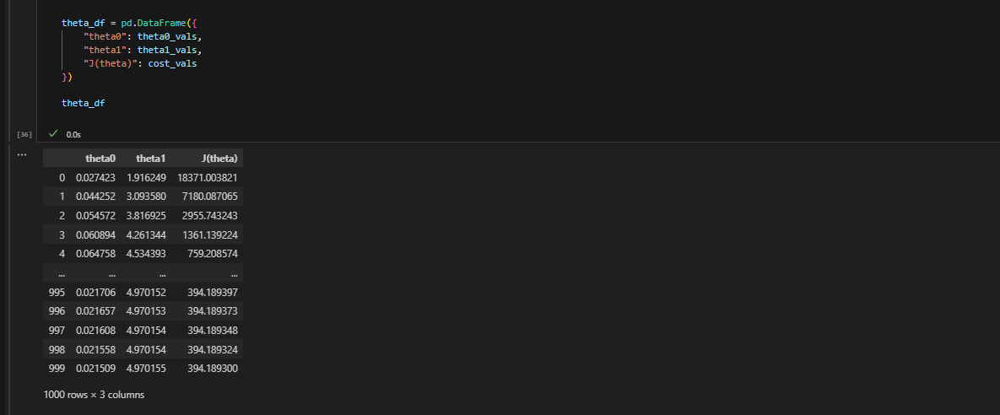 theta_df = pd.DataFrame({
"theta0": theta0_vals,
"theta1": theta1_vals,
"J(theta)": cost_vals
})
theta_df
[36] 0.0s
...
theta0 theta1 J(theta)
0 0.027423 1.916249 18371.003821
1 0.044252 3.093580 7180.087065
2 0.054572 3.816925 2955.743243
3 0.060894 4.261344 1361.139224
4 0.064758 4.534393 759.208574
... ... ... ...
995 0.021706 4.970152 394.189397
996 0.021657 4.970153 394.189373
997 0.021608 4.970154 394.189348
998 0.021558 4.970154 394.189324
999 0.021509 4.970155 394.189300
1000 rows × 3 columns